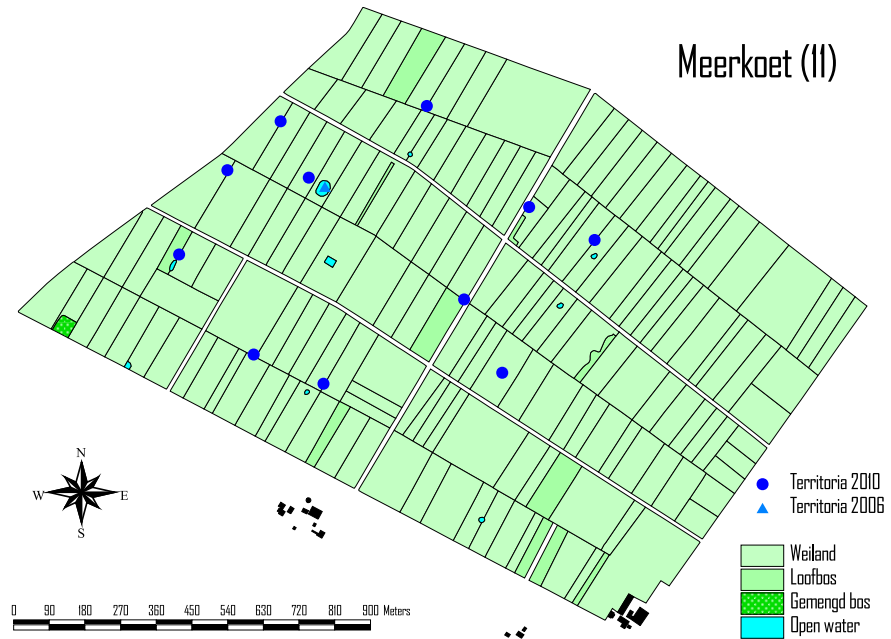 Meerkoet (11)
N
W E
S
Territoria 2010
Territoria 2006
Weiland
Loofbos
Gemengd bos
Open water
0 90 180 270 360 450 540 630 720 810 900 Meters